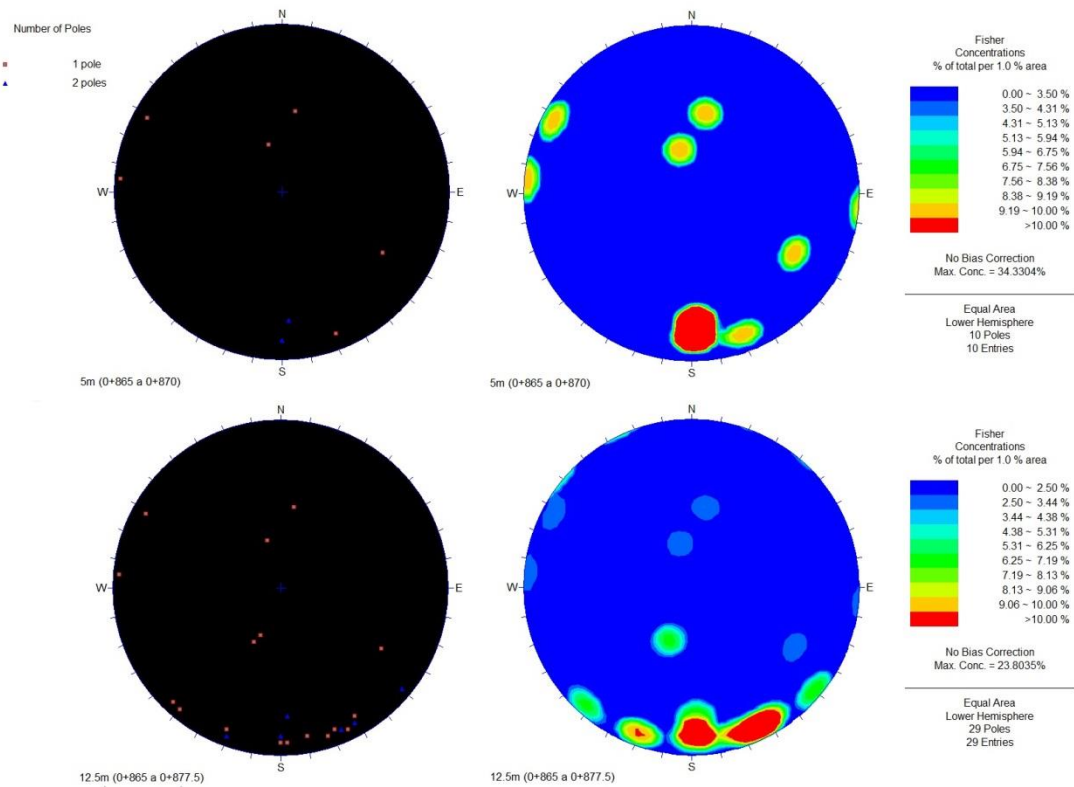 Number of Poles
1 pole
2 poles
N
W
E
S
5m (0+865 a 0+870)
N
W
E
S
5m (0+865 a 0+870)
Fisher
Concentrations
% of total per 1.0 % area
0.00 ~ 3.50 %
3.50 ~ 4.31 %
4.31 ~ 5.13 %
5.13 ~ 5.94 %
5.94 ~ 6.75 %
6.75 ~ 7.56 %
7.56 ~ 8.38 %
8.38 ~ 9.19 %
9.19 ~ 10.00 %
>10.00 %
No Bias Correction
Max. Conc. = 34.3304%
Equal Area
Lower Hemisphere
10 Poles
10 Entries
N
W
E
S
12.5m (0+865 a 0+877.5)
N
W
E
S
12.5m (0+865 a 0+877.5)
Fisher
Concentrations
% of total per 1.0 % area
0.00 ~ 2.50 %
2.50 ~ 3.44 %
3.44 ~ 4.38 %
4.38 ~ 5.31 %
5.31 ~ 6.25 %
6.25 ~ 7.19 %
7.19 ~ 8.13 %
8.13 ~ 9.06 %
9.06 ~ 10.00 %
>10.00 %
No Bias Correction
Max. Conc. = 23.8035%
Equal Area
Lower Hemisphere
29 Poles
29 Entries